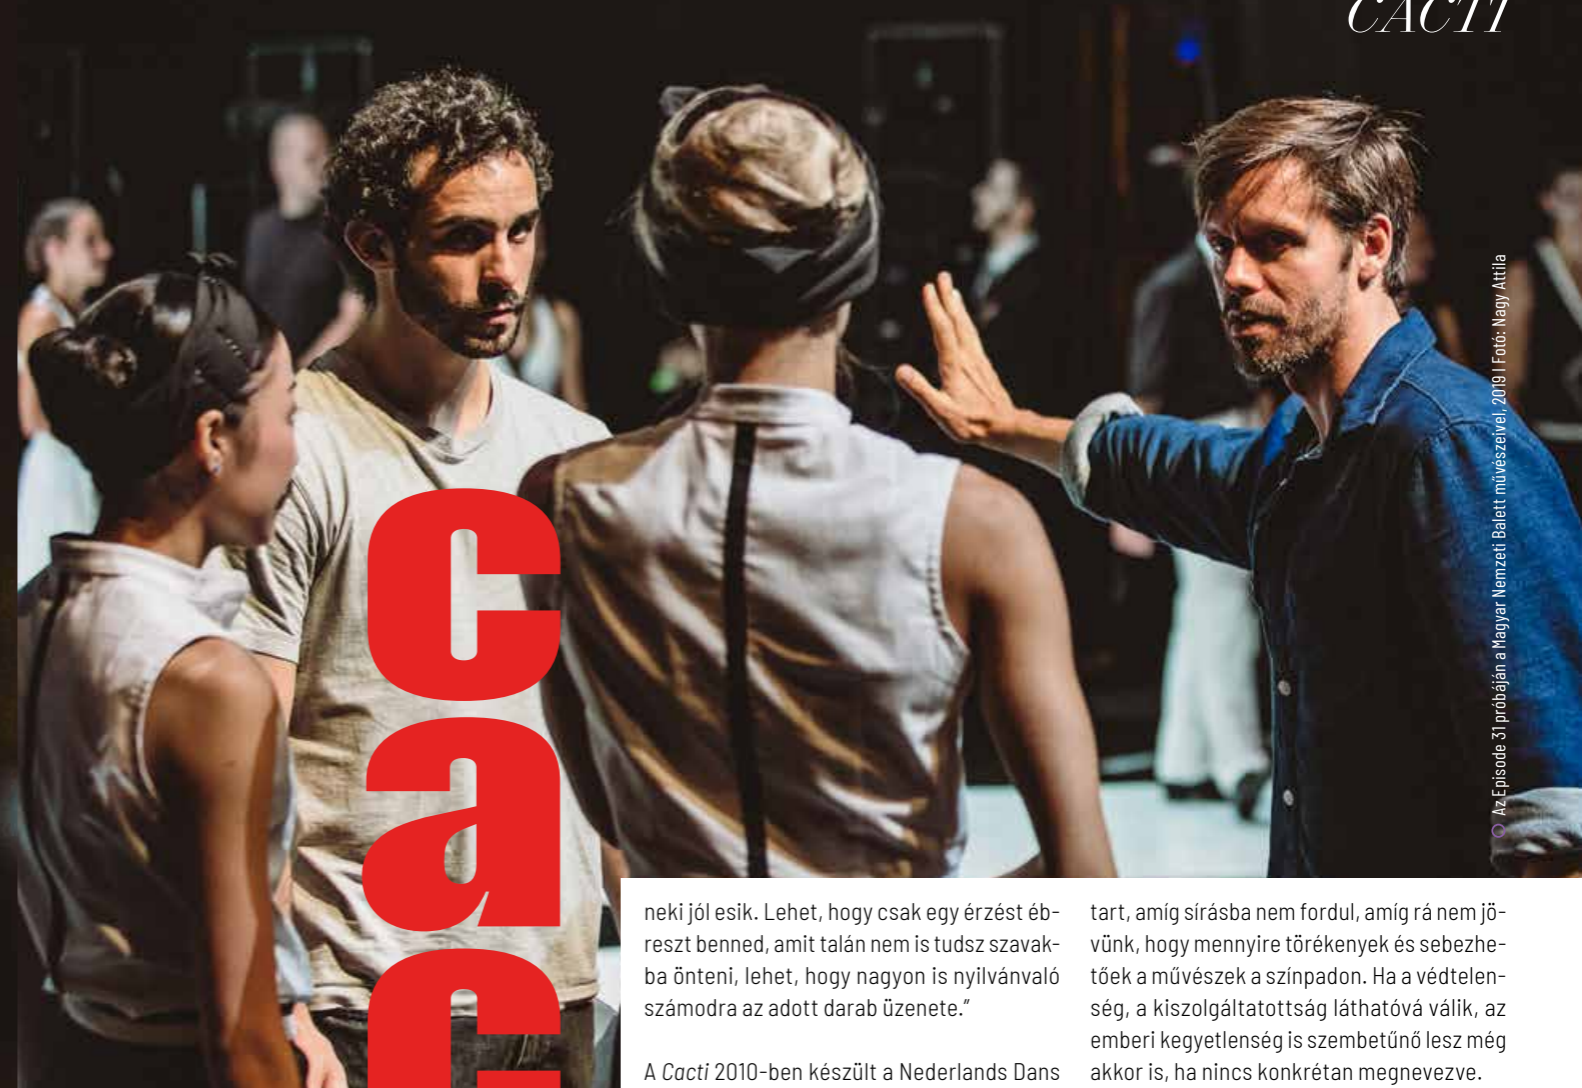 CACTI
Az Episode 31 próbáján a Magyar Nemzeti Balett művészeivel, 2019 | Fotó: Nagy Attila
cac
neki jól esik. Lehet, hogy csak egy érzést éb-
reszt benned, amit talán nem is tudsz szavak-
ba önteni, lehet, hogy nagyon is nyilvánvaló
számodra az adott darab üzenete.”
A Cacti 2010-ben készült a Nederlands Dans
tart, amíg sírásba nem fordul, amíg rá nem jö-
vünk, hogy mennyire törékenyek és sebezhe-
tőek a művészek a színpadon. Ha a védtelen-
ség, a kiszolgáltatottság láthatóvá válik, az
emberi kegyetlenség is szembetűnő lesz még
akkor is, ha nincs konkrétan megnevezve.